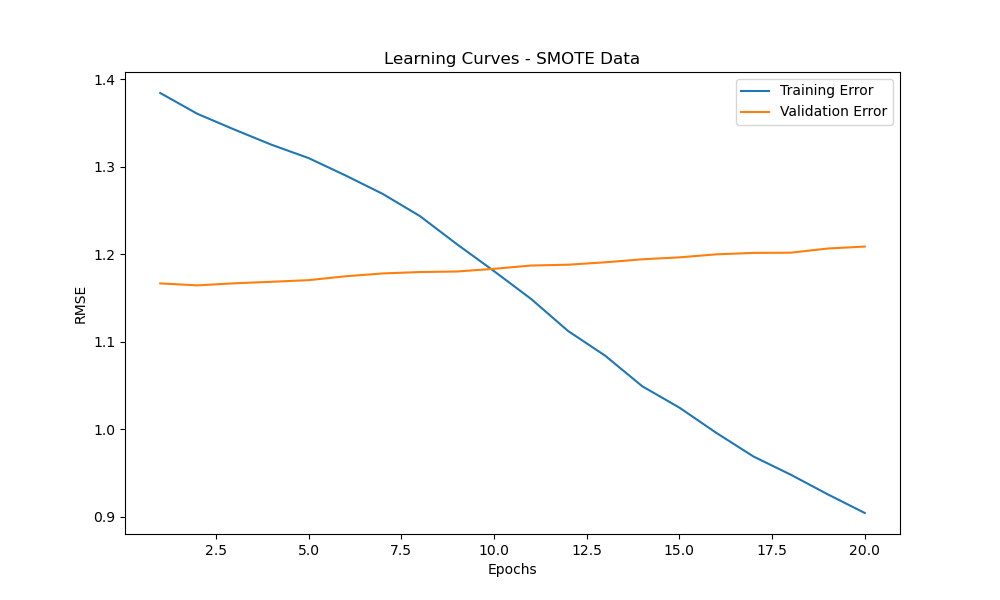 Learning Curves - SMOTE Data
Training Error
Validation Error
RMSE
1.4
1.3
1.2
1.1
1.0
0.9
2.5
5.0
7.5
10.0
12.5
15.0
17.5
20.0
Epochs